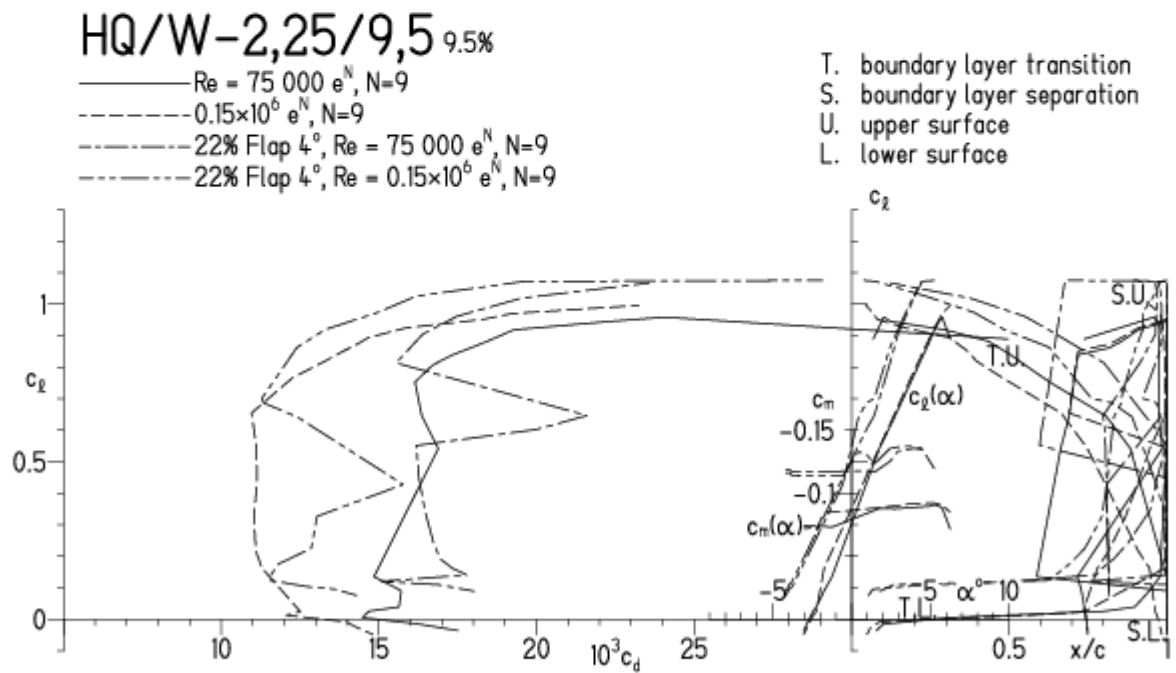 HQ/W-2,25/9,5 9.5%
Re = 75 000 e^N, N=9
0.15×10^6 e^N, N=9
22% Flap 4°, Re = 75 000 e^N, N=9
22% Flap 4°, Re = 0.15×10^6 e^N, N=9
T. boundary layer transition
S. boundary layer separation
U. upper surface
L. lower surface
c_ℓ
1
S.U.
T.U.
c_ℓ
c_m
c_ℓ(α)
-0.15
0.5
-0.1
c_m(α)
-5
5 α° 10
T.L.
0
S.L.
10
15
10³c_d
25
0.5
x/c
1